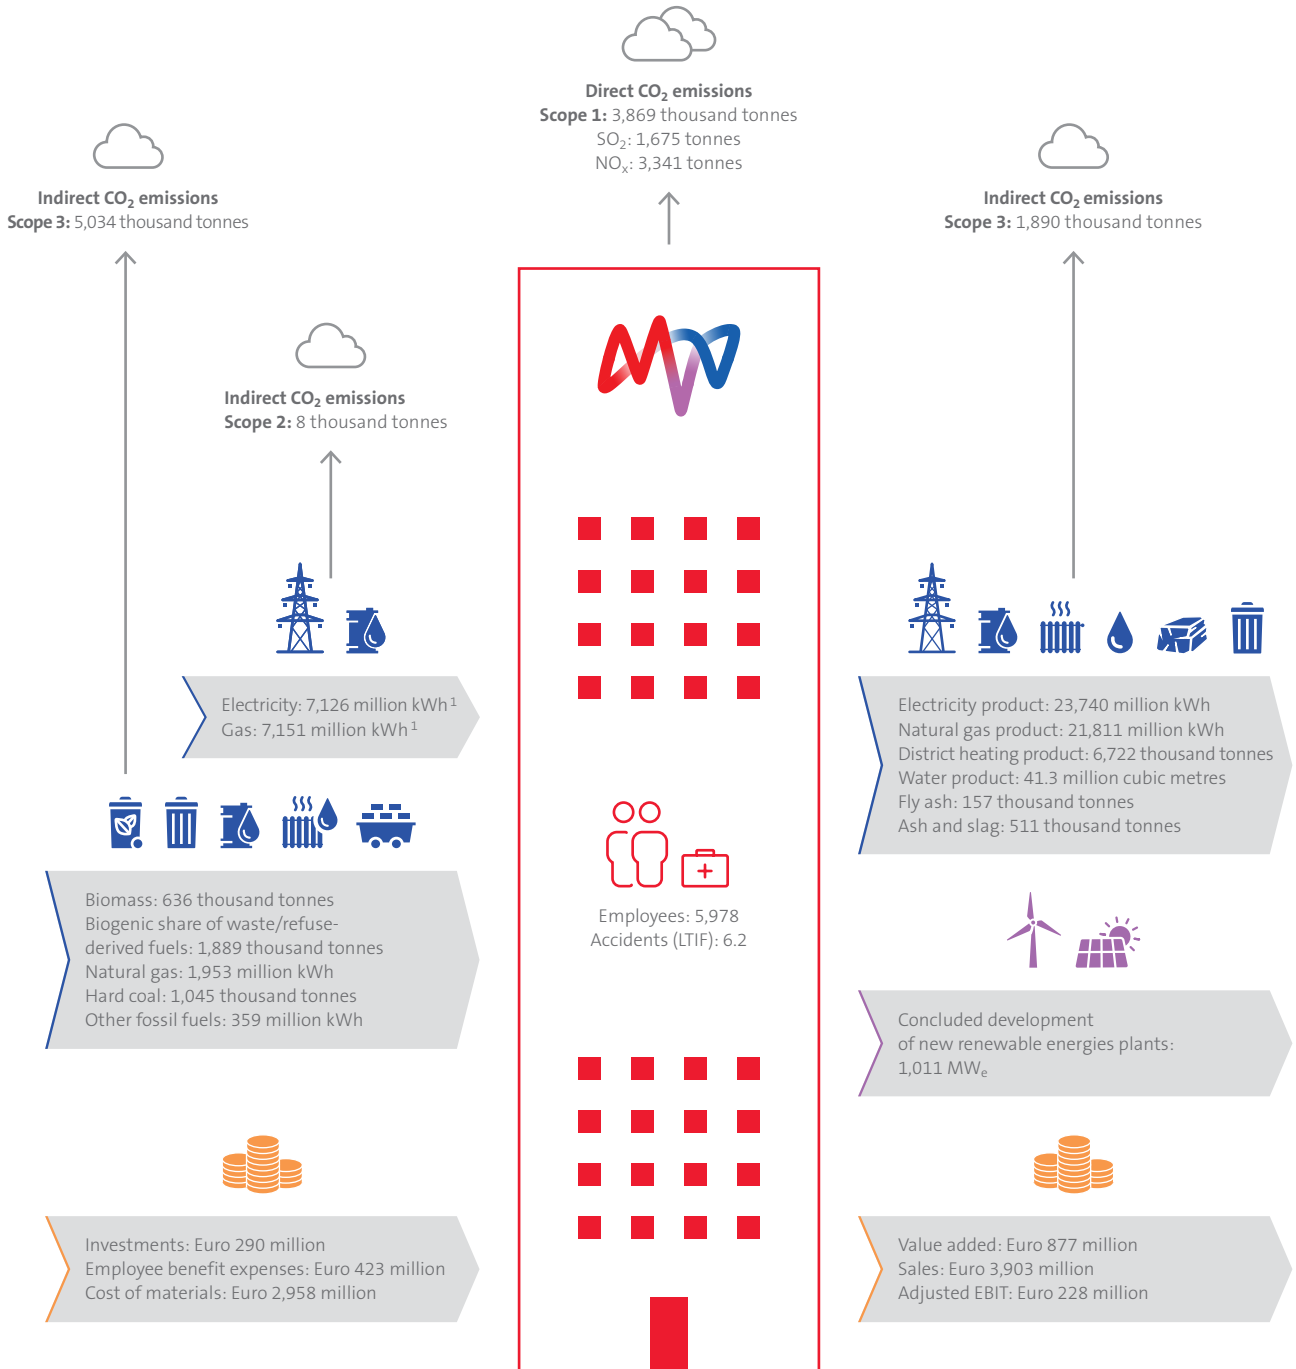 Direct CO₂ emissions
Scope 1: 3,869 thousand tonnes
SO₂: 1,675 tonnes
NOₓ: 3,341 tonnes
Indirect CO₂ emissions
Scope 3: 5,034 thousand tonnes
Indirect CO₂ emissions
Scope 3: 1,890 thousand tonnes
Indirect CO₂ emissions
Scope 2: 8 thousand tonnes
Electricity: 7,126 million kWh¹
Gas: 7,151 million kWh¹
Biomass: 636 thousand tonnes
Biogenic share of waste/refuse-
derived fuels: 1,889 thousand tonnes
Natural gas: 1,953 million kWh
Hard coal: 1,045 thousand tonnes
Other fossil fuels: 359 million kWh
Investments: Euro 290 million
Employee benefit expenses: Euro 423 million
Cost of materials: Euro 2,958 million
MVV
Employees: 5,978
Accidents (LTIF): 6.2
Electricity product: 23,740 million kWh
Natural gas product: 21,811 million kWh
District heating product: 6,722 thousand tonnes
Water product: 41.3 million cubic metres
Fly ash: 157 thousand tonnes
Ash and slag: 511 thousand tonnes
Concluded development
of new renewable energies plants:
1,011 MWₑ
Value added: Euro 877 million
Sales: Euro 3,903 million
Adjusted EBIT: Euro 228 million